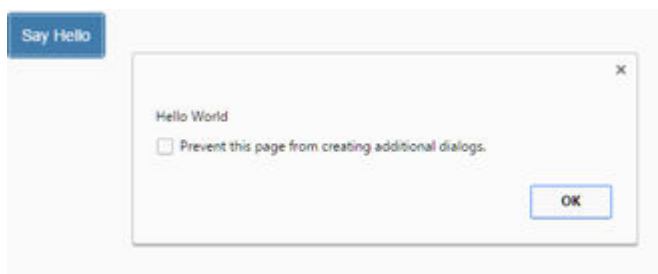 Say Hello
Hello World
Prevent this page from creating additional dialogs.
OK